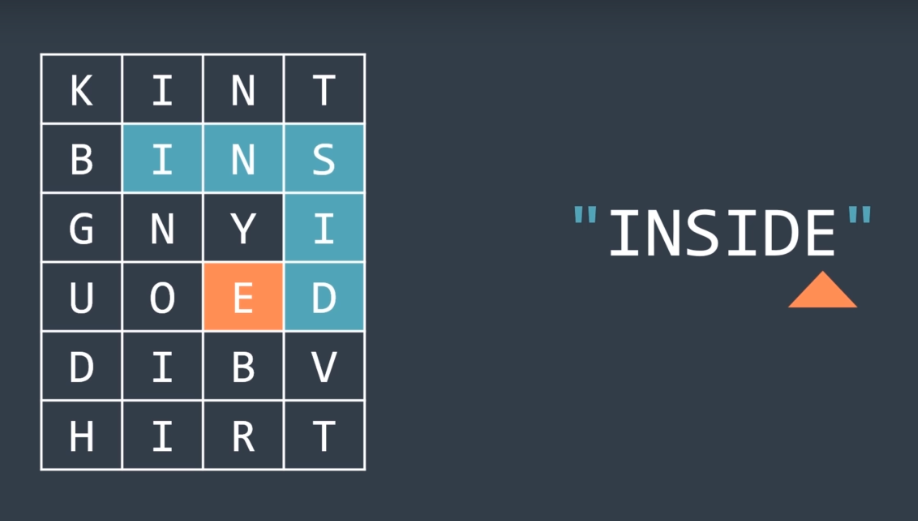 K I N T
B I N S
G N Y I
U O E D
D I B V
H I R T
"INSIDE"